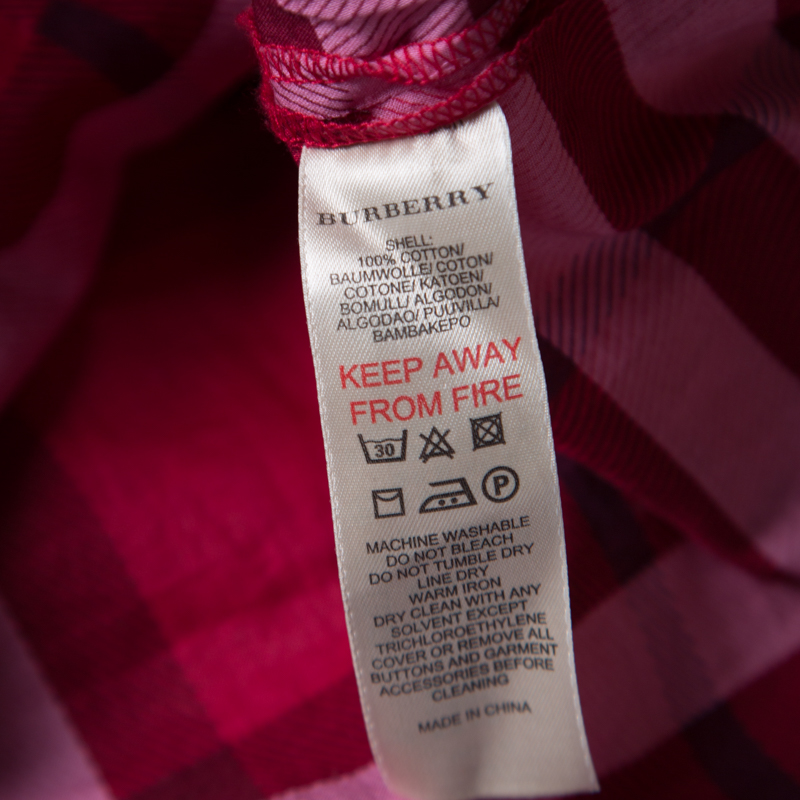 BURBERRY
SHELL:
100% COTTON/
BAUMWOLLE/ COTON/
COTONE/ KATOEN/
BOMULL/ ALGODON/
ALGODAO/ PUUVILLA/
BAMBAKEPO
KEEP AWAY
FROM FIRE
30
P
MACHINE WASHABLE
DO NOT BLEACH
DO NOT TUMBLE DRY
LINE DRY
WARM IRON
DRY CLEAN WITH ANY
SOLVENT EXCEPT
TRICHLOROETHYLENE
COVER OR REMOVE ALL
BUTTONS AND GARMENT
ACCESSORIES BEFORE
CLEANING
MADE IN CHINA